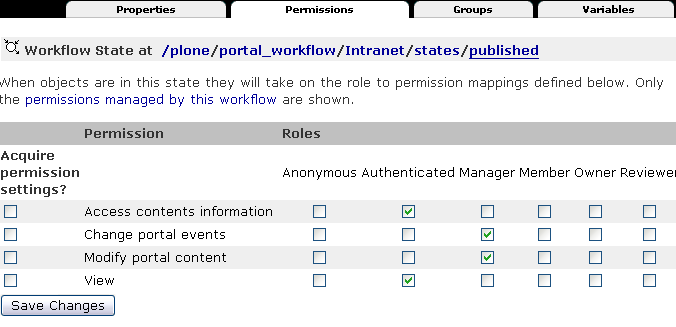 Properties Permissions Groups Variables
Workflow State at /plone/portal_workflow/Intranet/states/published
When objects are in this state they will take on the role to permission mappings defined below. Only
the permissions managed by this workflow are shown.
Permission Roles
Acquire
permission
settings?
Anonymous Authenticated Manager Member Owner Reviewer
Access contents information
Change portal events
Modify portal content
View
Save Changes